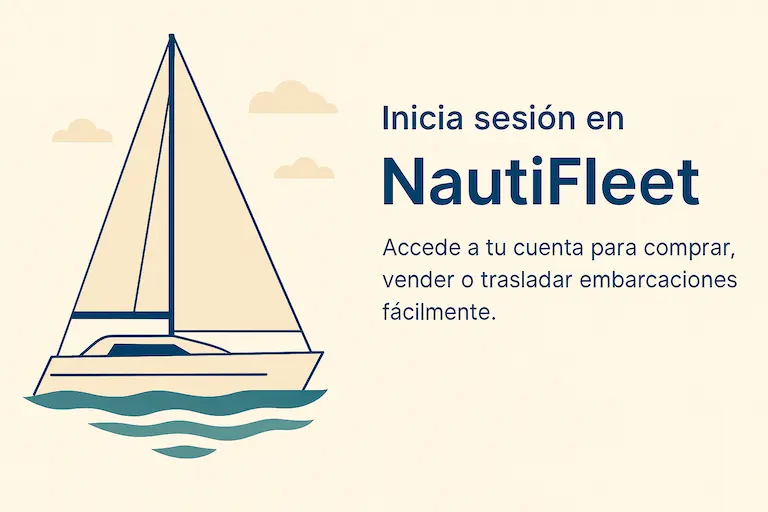 Inicia sesión en
NautiFleet
Accede a tu cuenta para comprar,
vender o trasladar embarcaciones
fácilmente.